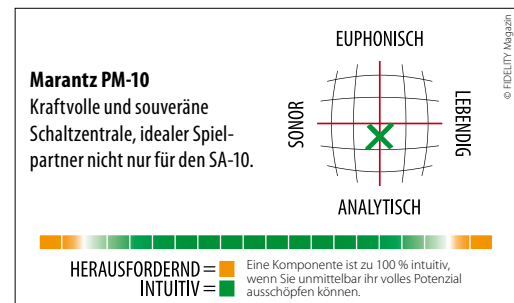 © FIDELITY Magazin
EUPHONISCH
Marantz PM-10
Kraftvolle und souveräne
Schaltzentrale, idealer Spiel-
partner nicht nur für den SA-10.
SONOR
LEBENDIG
ANALYTISCH
HERAUSFORDERND =
INTUITIV =
Eine Komponente ist zu 100 % intuitiv,
wenn Sie unmittelbar ihr volles Potenzial
ausschöpfen können.